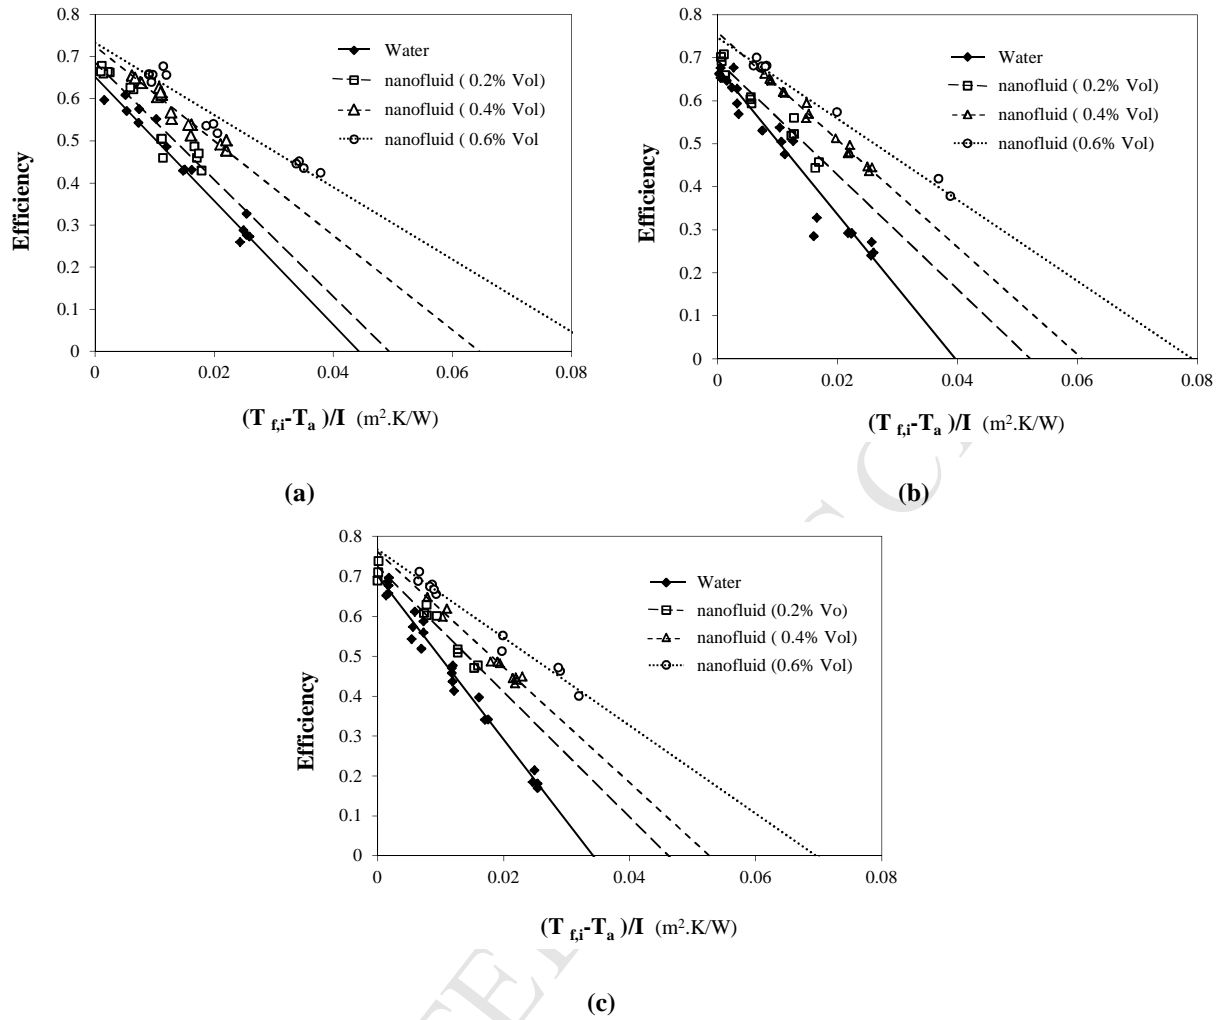 0.8
0.7
0.6
0.5
0.4
0.3
0.2
0.1
0
Efficiency
Water
nanofluid ( 0.2% Vol)
nanofluid ( 0.4% Vol)
nanofluid ( 0.6% Vol
0 0.02 0.04 0.06 0.08
(T f,i-Ta )/I (m².K/W)
(a)
0.8
0.7
0.6
0.5
0.4
0.3
0.2
0.1
0
Efficiency
Water
nanofluid ( 0.2% Vol)
nanofluid ( 0.4% Vol)
nanofluid (0.6% Vol)
0 0.02 0.04 0.06 0.08
(T f,i-Ta )/I (m².K/W)
(b)
0.8
0.7
0.6
0.5
0.4
0.3
0.2
0.1
0
Efficiency
Water
nanofluid (0.2% Vo)
nanofluid ( 0.4% Vol)
nanofluid (0.6% Vol)
0 0.02 0.04 0.06 0.08
(T f,i-Ta )/I (m².K/W)
(c)